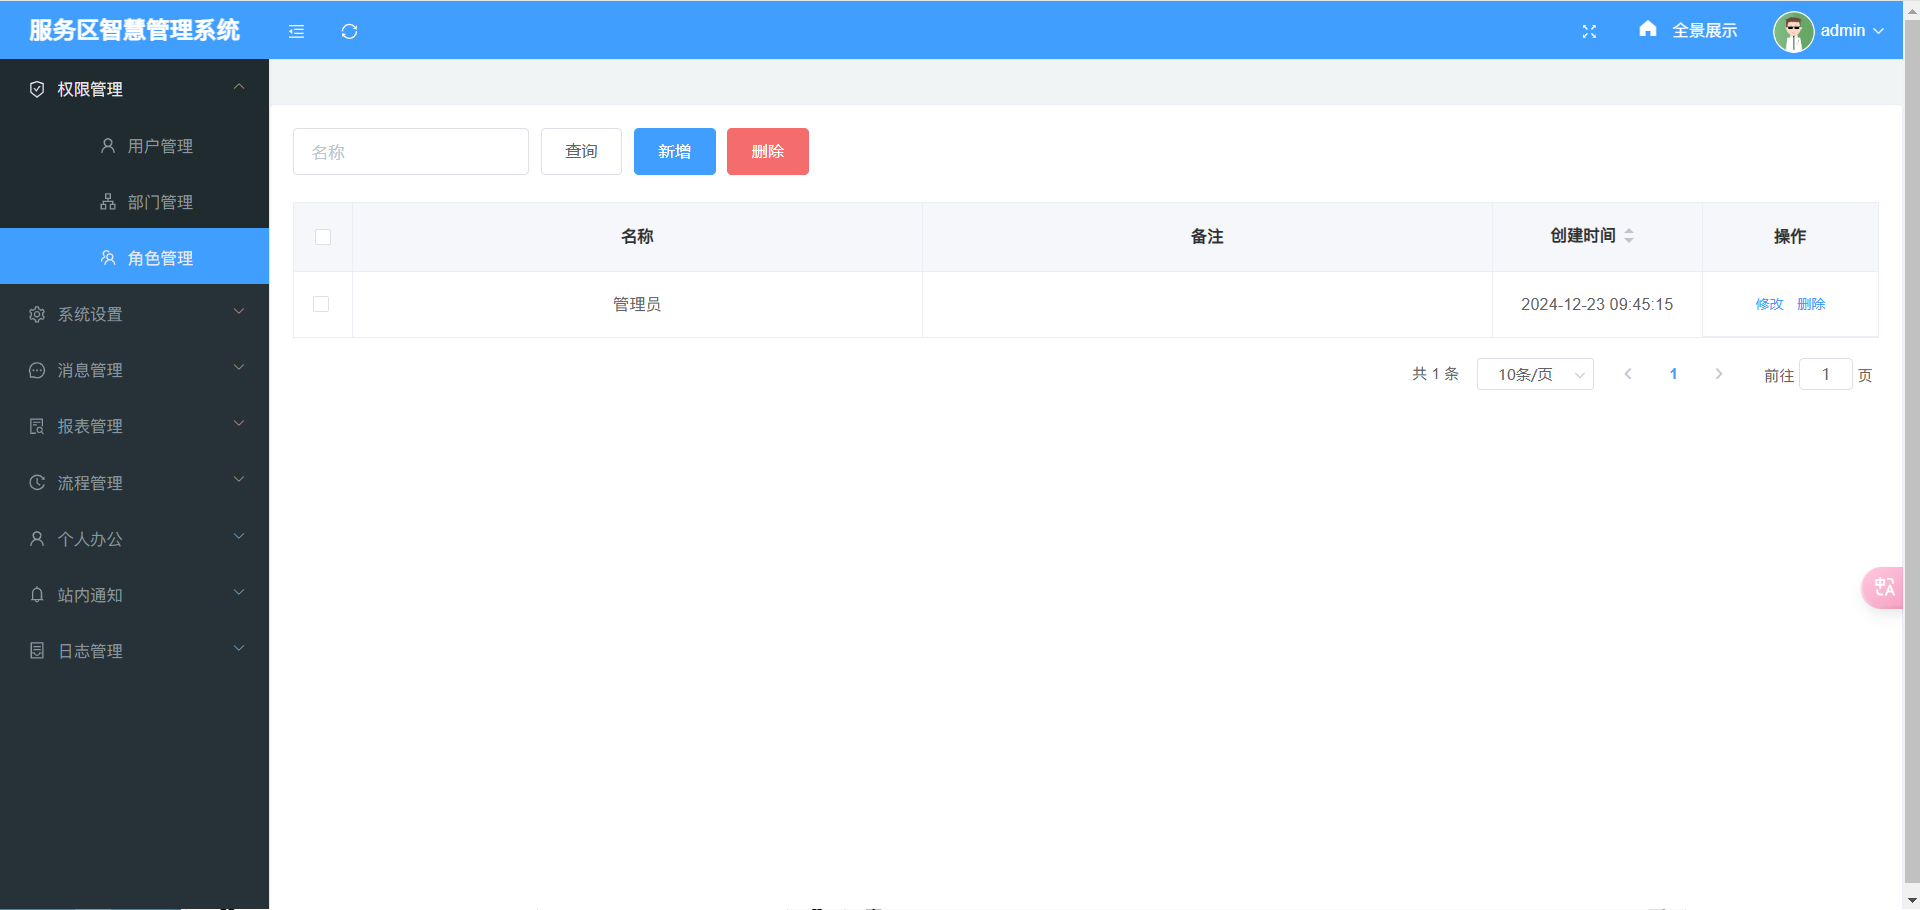 服务区智慧管理系统
全景展示
admin
权限管理
用户管理
部门管理
角色管理
系统设置
消息管理
报表管理
流程管理
个人办公
站内通知
日志管理
名称 查询 新增 删除
名称 备注 创建时间 操作
管理员 2024-12-23 09:45:15 修改 删除
共 1 条 10条/页 1 前往 1 页
中A